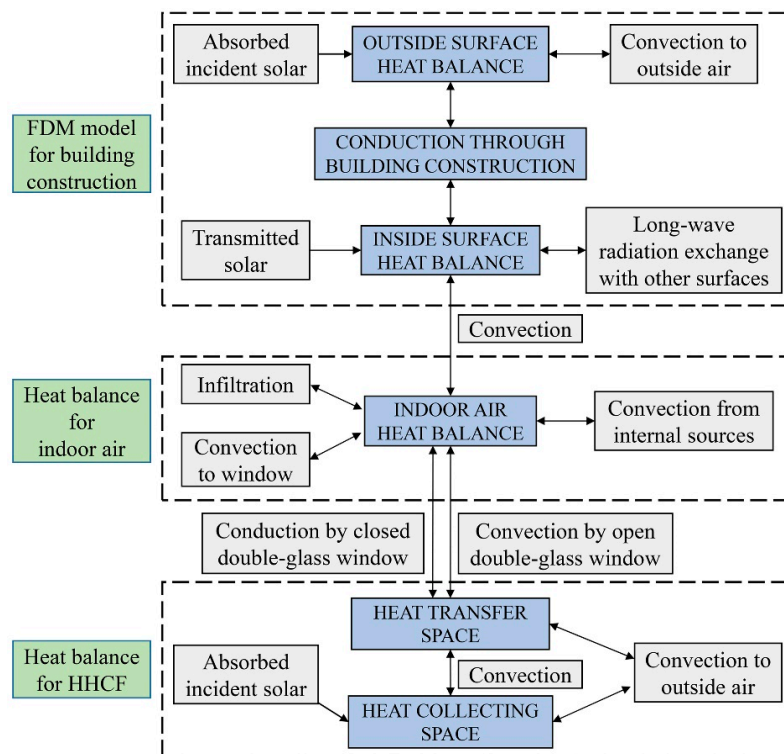 Absorbed
incident solar
OUTSIDE SURFACE
HEAT BALANCE
Convection to
outside air
FDM model
for building
construction
CONDUCTION THROUGH
BUILDING CONSTRUCTION
Transmitted
solar
INSIDE SURFACE
HEAT BALANCE
Long-wave
radiation exchange
with other surfaces
Convection
Heat balance
for
indoor air
Infiltration
Convection
to window
INDOOR AIR
HEAT BALANCE
Convection from
internal sources
Conduction by closed
double-glass window
Convection by open
double-glass window
Heat balance
for HHCF
HEAT TRANSFER
SPACE
Absorbed
incident solar
Convection
Convection to
outside air
HEAT COLLECTING
SPACE